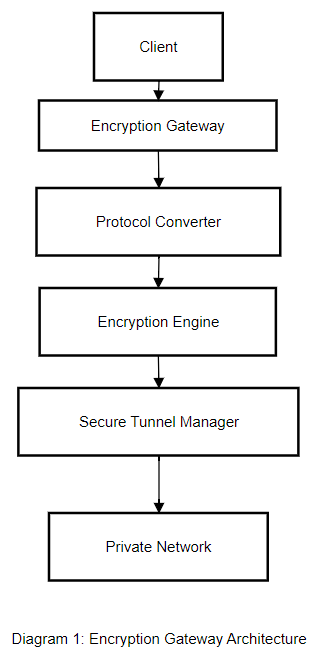 Client
Encryption Gateway
Protocol Converter
Encryption Engine
Secure Tunnel Manager
Private Network
Diagram 1: Encryption Gateway Architecture